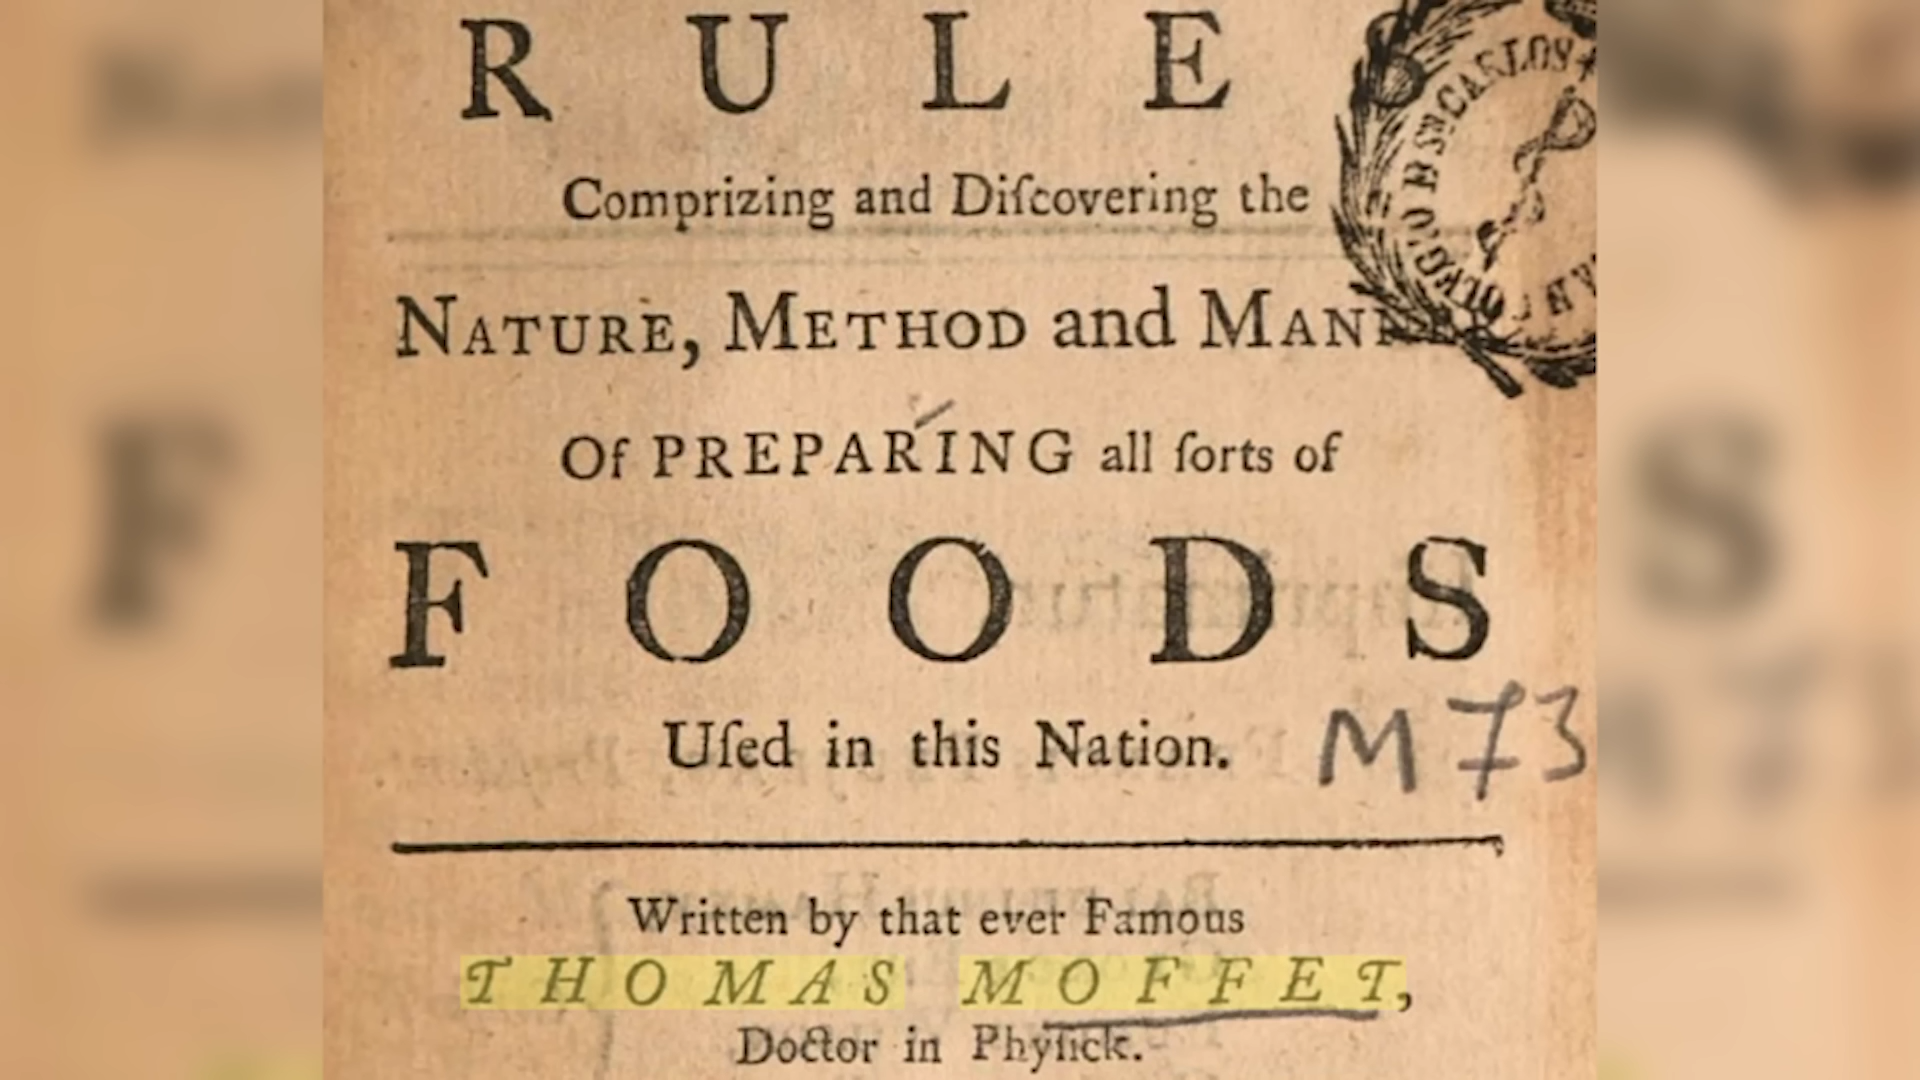 RULE
Comprizing and Diſcovering the
NATURE, METHOD and MANNER
Of PREPARING all ſorts of
FOODS
Uſed in this Nation.
M73
Written by that ever Famous
THOMAS MOFFET,
Doctor in Phyſick.